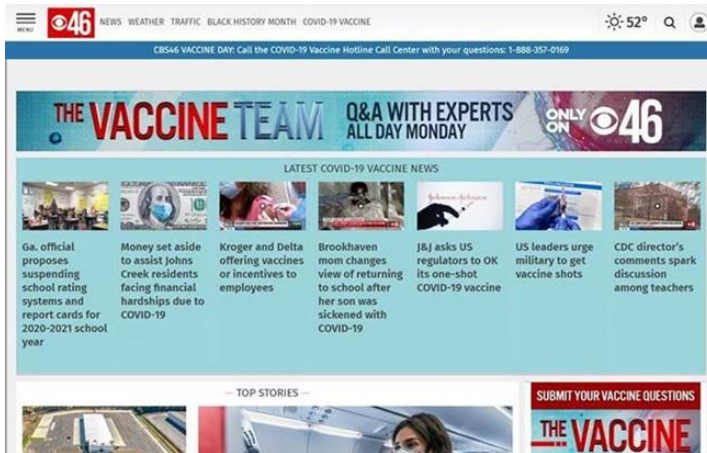 MENU
46
NEWS WEATHER TRAFFIC BLACK HISTORY MONTH COVID-19 VACCINE
52°
CBS46 VACCINE DAY: Call the COVID-19 Vaccine Hotline Call Center with your questions: 1-888-357-0169
THE VACCINE TEAM
Q&A WITH EXPERTS
ALL DAY MONDAY
ONLY
ON
46
LATEST COVID-19 VACCINE NEWS
Johnson & Johnson
Ga. official
proposes
suspending
school rating
systems and
report cards for
2020-2021 school
year
Money set aside
to assist Johns
Creek residents
facing financial
hardships due to
COVID-19
Kroger and Delta
offering vaccines
or incentives to
employees
Brookhaven
mom changes
view of returning
to school after
her son was
sickened with
COVID-19
J&J asks US
regulators to OK
its one-shot
COVID-19 vaccine
US leaders urge
military to get
vaccine shots
CDC director's
comments spark
discussion
among teachers
TOP STORIES
SUBMIT YOUR VACCINE QUESTIONS
THE VACCINE